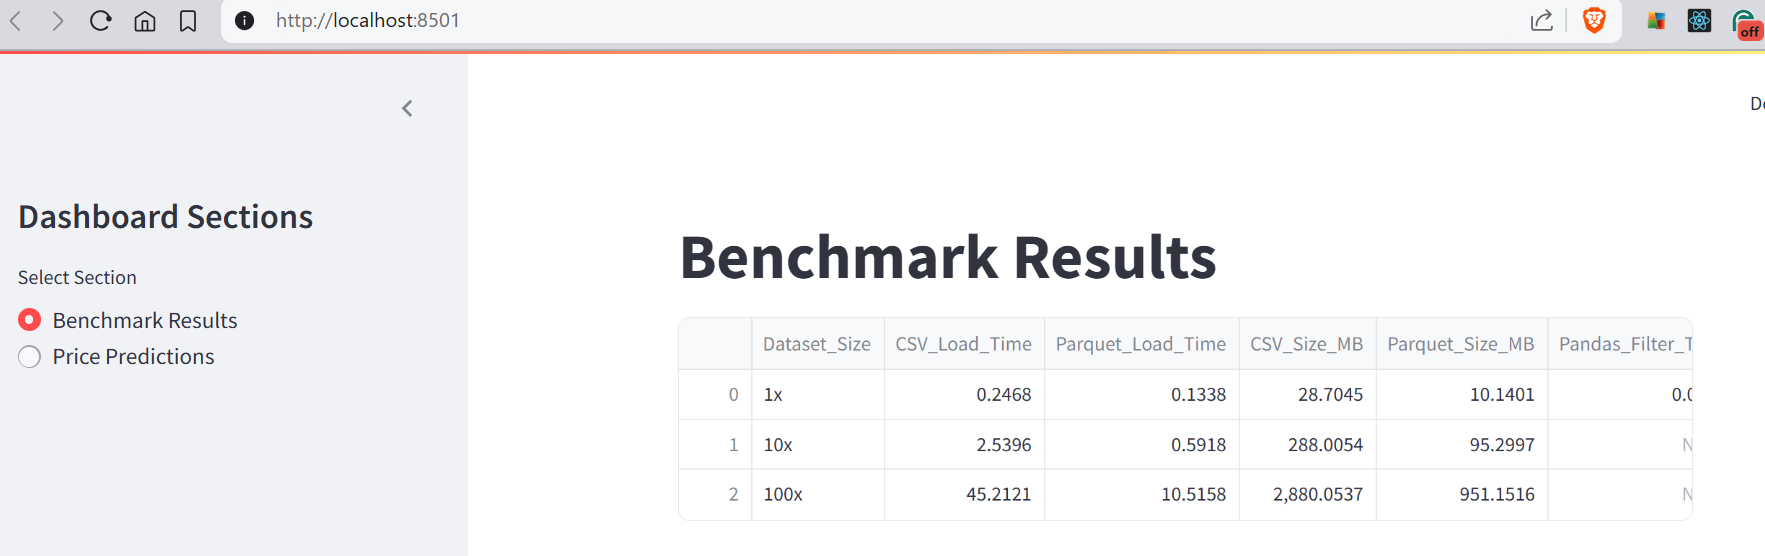 http://localhost:8501
off
Dashboard Sections
Select Section
Benchmark Results
Price Predictions
Benchmark Results
Dataset_Size CSV_Load_Time Parquet_Load_Time CSV_Size_MB Parquet_Size_MB Pandas_Filter_T
0 1x 0.2468 0.1338 28.7045 10.1401 0.0
1 10x 2.5396 0.5918 288.0054 95.2997 N
2 100x 45.2121 10.5158 2,880.0537 951.1516 N